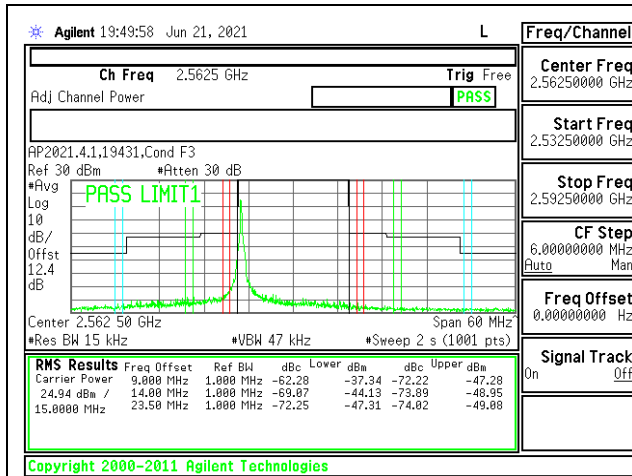 Agilent 19:49:58 Jun 21, 2021 L
Freq/Channel
Ch Freq 2.5625 GHz Trig Free
Adj Channel Power PASS
AP2021.4.1,19431,Cond F3
Ref 30 dBm #Atten 30 dB
#Avg
Log
10
dB/
Offst
12.4
dB
PASS LIMIT1
Center 2.562 50 GHz Span 60 MHz^
#Res BW 15 kHz #VBW 47 kHz #Sweep 2 s (1001 pts)
RMS Results Freq Offset Ref BW dBc Lower dBm dBc Upper dBm
Carrier Power 9.000 MHz 1.000 MHz -62.28 -37.34 -72.22 -47.28
24.94 dBm / 14.00 MHz 1.000 MHz -69.07 -44.13 -73.89 -48.95
15.0000 MHz 23.50 MHz 1.000 MHz -72.25 -47.31 -74.02 -49.08
Copyright 2000-2011 Agilent Technologies
Center Freq
2.56250000 GHz
Start Freq
2.53250000 GHz
Stop Freq
2.59250000 GHz
CF Step
6.00000000 MHz
Auto Man
Freq Offset
0.00000000 Hz
Signal Track
On Off